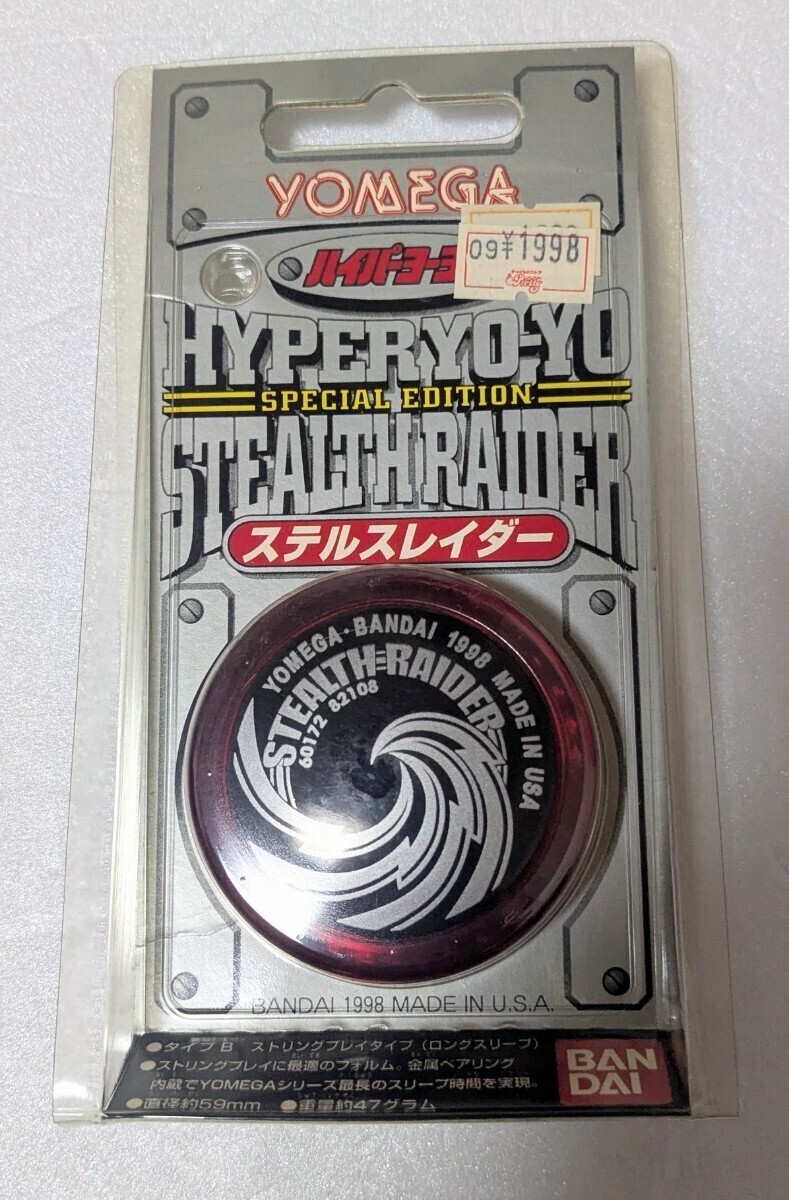 YOMEGA
09 ¥1998
Betty
ハイパーヨーヨ
HYPER YO-YO
SPECIAL EDITION
STEALTH RAIDER
ステルスレイダー
YOMEGA・BANDAI 1998 MADE IN USA
STEALTH=RAIDER
60172 82108
BANDAI 1998 MADE IN U.S.A.
●タイプB ストリングプレイタイプ（ロングスリープ）
●ストリングプレイに最適のフォルム。金属ベアリング
内蔵でYOMEGAシリーズ最長のスリープ時間を実現。
●直径約59mm ●重量約47グラム
BAN
DAI